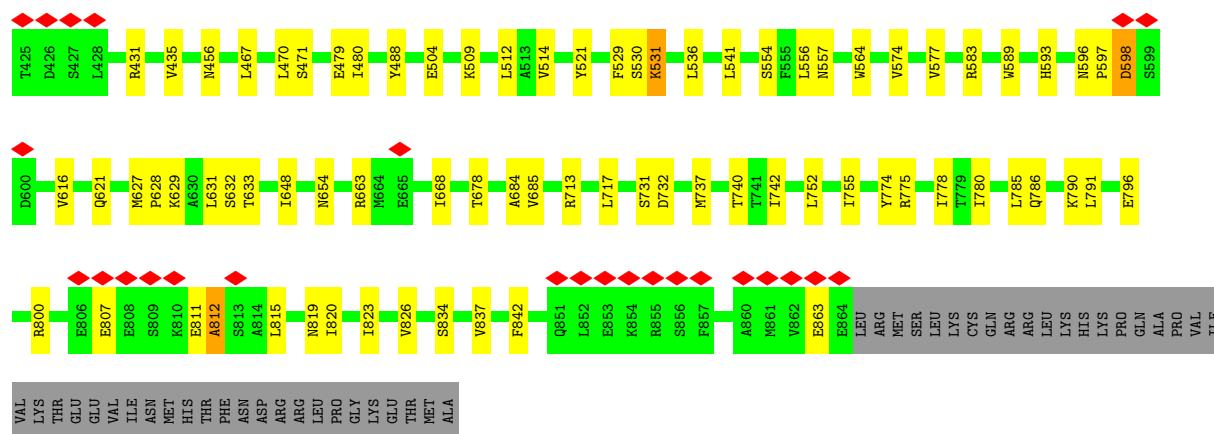 T425 D426 S427 L428 R431 V435 N456 L467 L470 S471 E479 I480 Y488 E504 K509 L512 A513 V514 Y521 F529 S530 K531 L536 L541 S554 F555 L556 N557 W564 V574 V577 R583 W589 H593 N596 P597 D598 S599
D600 V616 Q621 M627 P628 K629 A630 L631 S632 T633 I648 N654 R663 M664 E665 I668 T678 A684 V685 R713 L717 S731 D732 M737 T740 T741 I742 L752 I755 Y774 R775 I778 T779 I780 L785 Q786 K790 L791 E796
R800 E806 E807 E808 S809 K810 E811 A812 S813 A814 L815 N819 I820 I823 V826 S834 V837 F842 Q851 L852 E853 K854 R855 S856 F857 A860 M861 V862 E863 E864 LEU ARG MET SER LEU LYS CYS GLN ARG ARG LEU LYS HIS LYS PRO GLN ALA PRO VAL ILE
VAL LYS THR GLU GLU VAL ILE ASN MET HIS THR PHE ASN ASP ARG ARG LEU PRO GLY LYS GLU THR MET ALA